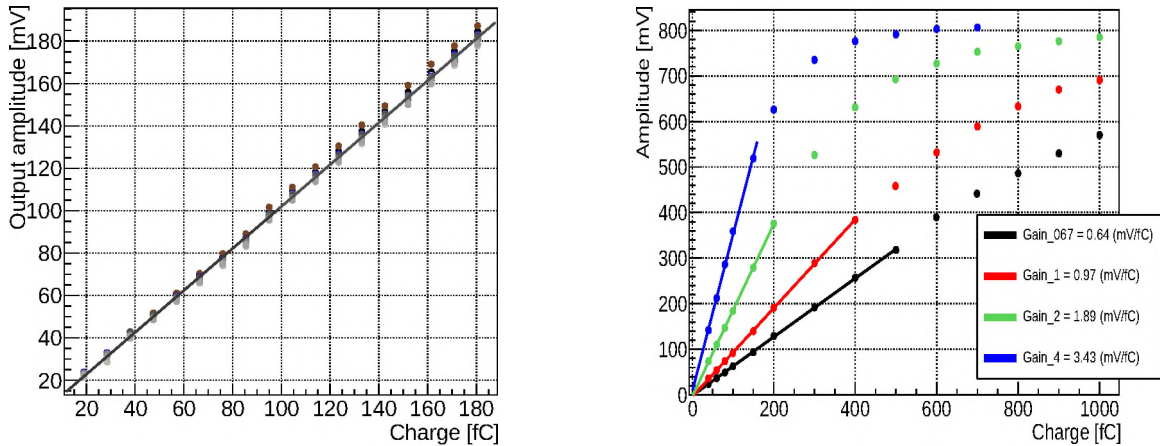 Output amplitude [mV]
180
160
140
120
100
80
60
40
20
20 40 60 80 100 120 140 160 180
Charge [fC]
Amplitude [mV]
800
700
600
500
400
300
200
100
0
0 200 400 600 800 1000
Charge [fC]
Gain_067 = 0.64 (mV/fC)
Gain_1 = 0.97 (mV/fC)
Gain_2 = 1.89 (mV/fC)
Gain_4 = 3.43 (mV/fC)